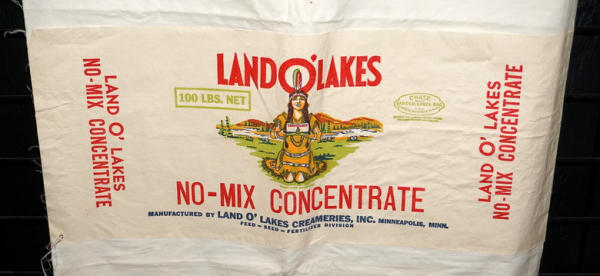 LAND O' LAKES
NO-MIX CONCENTRATE
LAND O' LAKES
100 LBS. NET
CHASE
NO-MIX CONCENTRATE
MANUFACTURED BY LAND O' LAKES CREAMERIES, INC. MINNEAPOLIS, MINN.
FEED – SEED – FERTILIZER DIVISION
LAND O' LAKES
NO-MIX CONCENTRATE